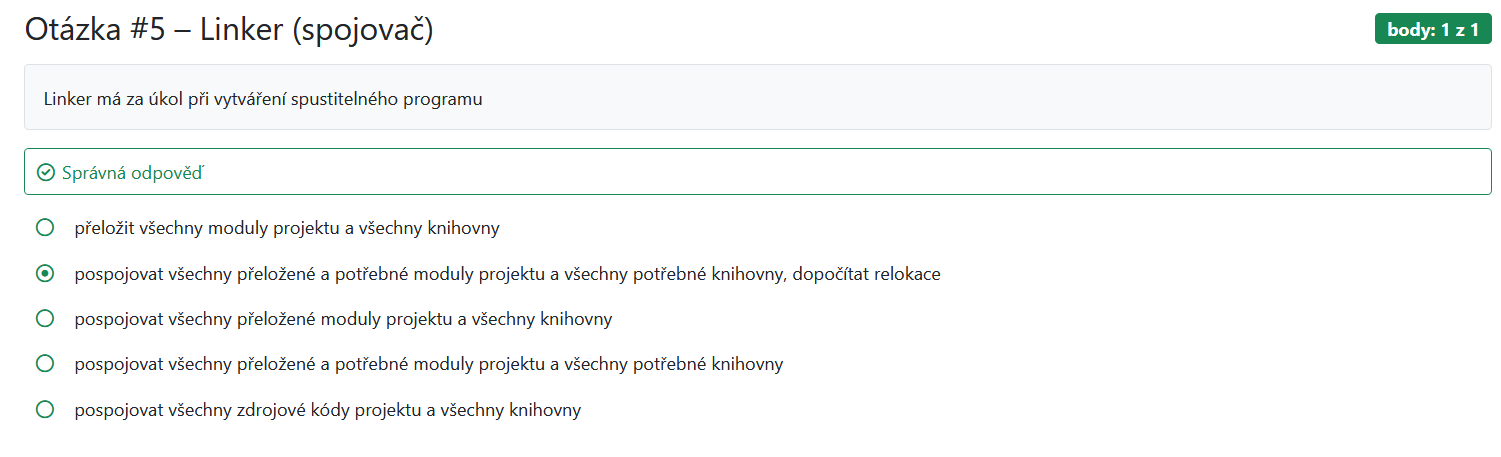 Otázka #5 – Linker (spojovač)
body: 1 z 1
Linker má za úkol při vytváření spustitelného programu
Správná odpověď
přeložit všechny moduly projektu a všechny knihovny
pospojovat všechny přeložené a potřebné moduly projektu a všechny potřebné knihovny, dopočítat relokace
pospojovat všechny přeložené moduly projektu a všechny knihovny
pospojovat všechny přeložené a potřebné moduly projektu a všechny potřebné knihovny
pospojovat všechny zdrojové kódy projektu a všechny knihovny